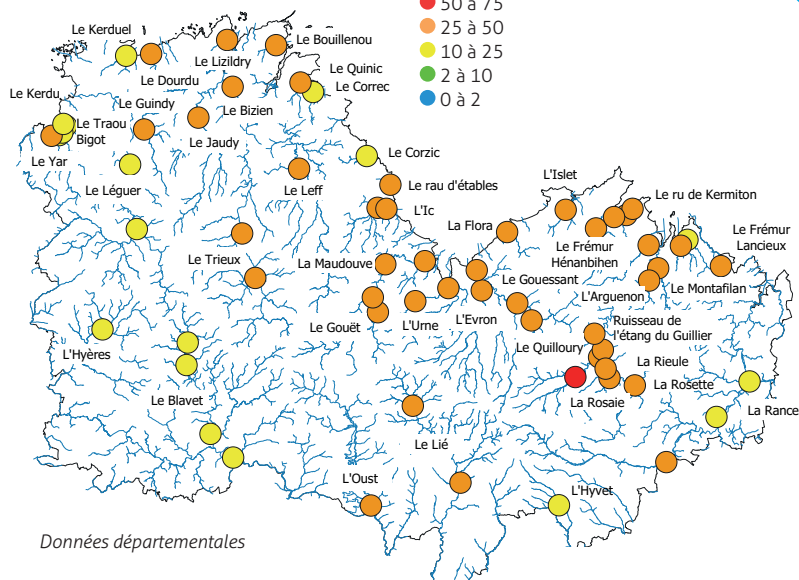 50 à 75
25 à 50
10 à 25
2 à 10
0 à 2
Le Kerduel
Le Bouillenou
Le Lizildry
Le Dourdu
Le Quinic
Le Correc
Le Kerdu
Le Guindy
Le Bizien
Le Traou
Bigot
Le Jaudy
Le Yar
Le Corzic
Le Léguer
Le Leff
Le rau d'étables
L'Islet
Le ru de Kermiton
L'Ic
La Flora
Le Frémur
Lancieux
Le Frémur
Hénanbihen
Le Trieux
La Maudouve
Le Gouessant
L'Arguenon
Le Montafilan
L'Urne
L'Evron
Le Gouët
Ruisseau de
l'étang du Guillier
L'Hyères
Le Quilloury
La Rieule
La Rosette
Le Blavet
La Rosaie
La Rance
Le Lié
L'Oust
L'Hyvet
Données départementales